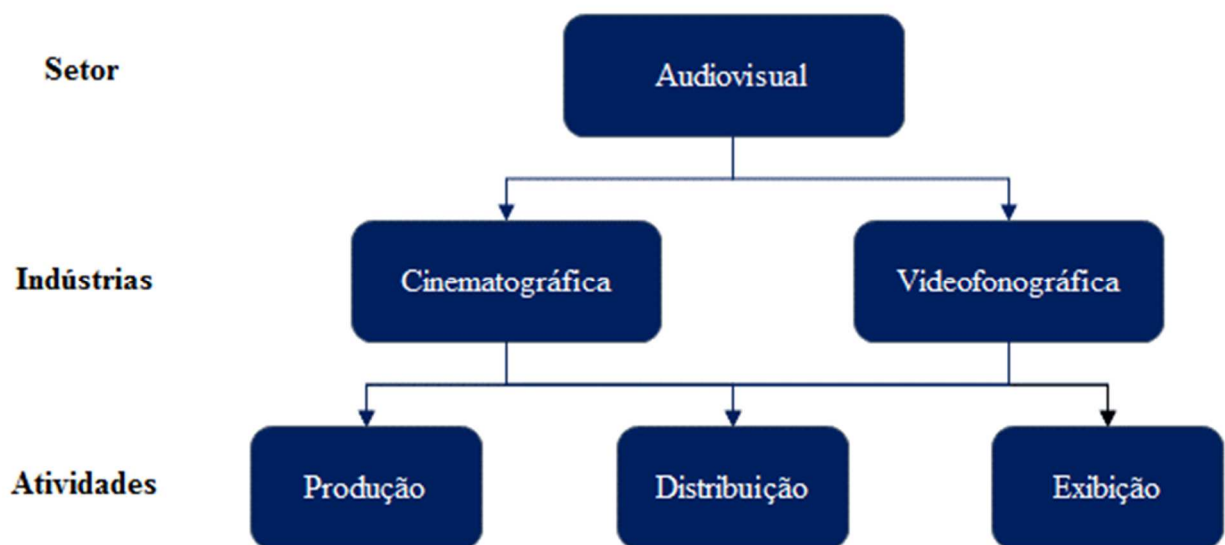 Setor
Audiovisual
Indústrias
Cinematográfica
Videofonográfica
Atividades
Produção
Distribuição
Exibição